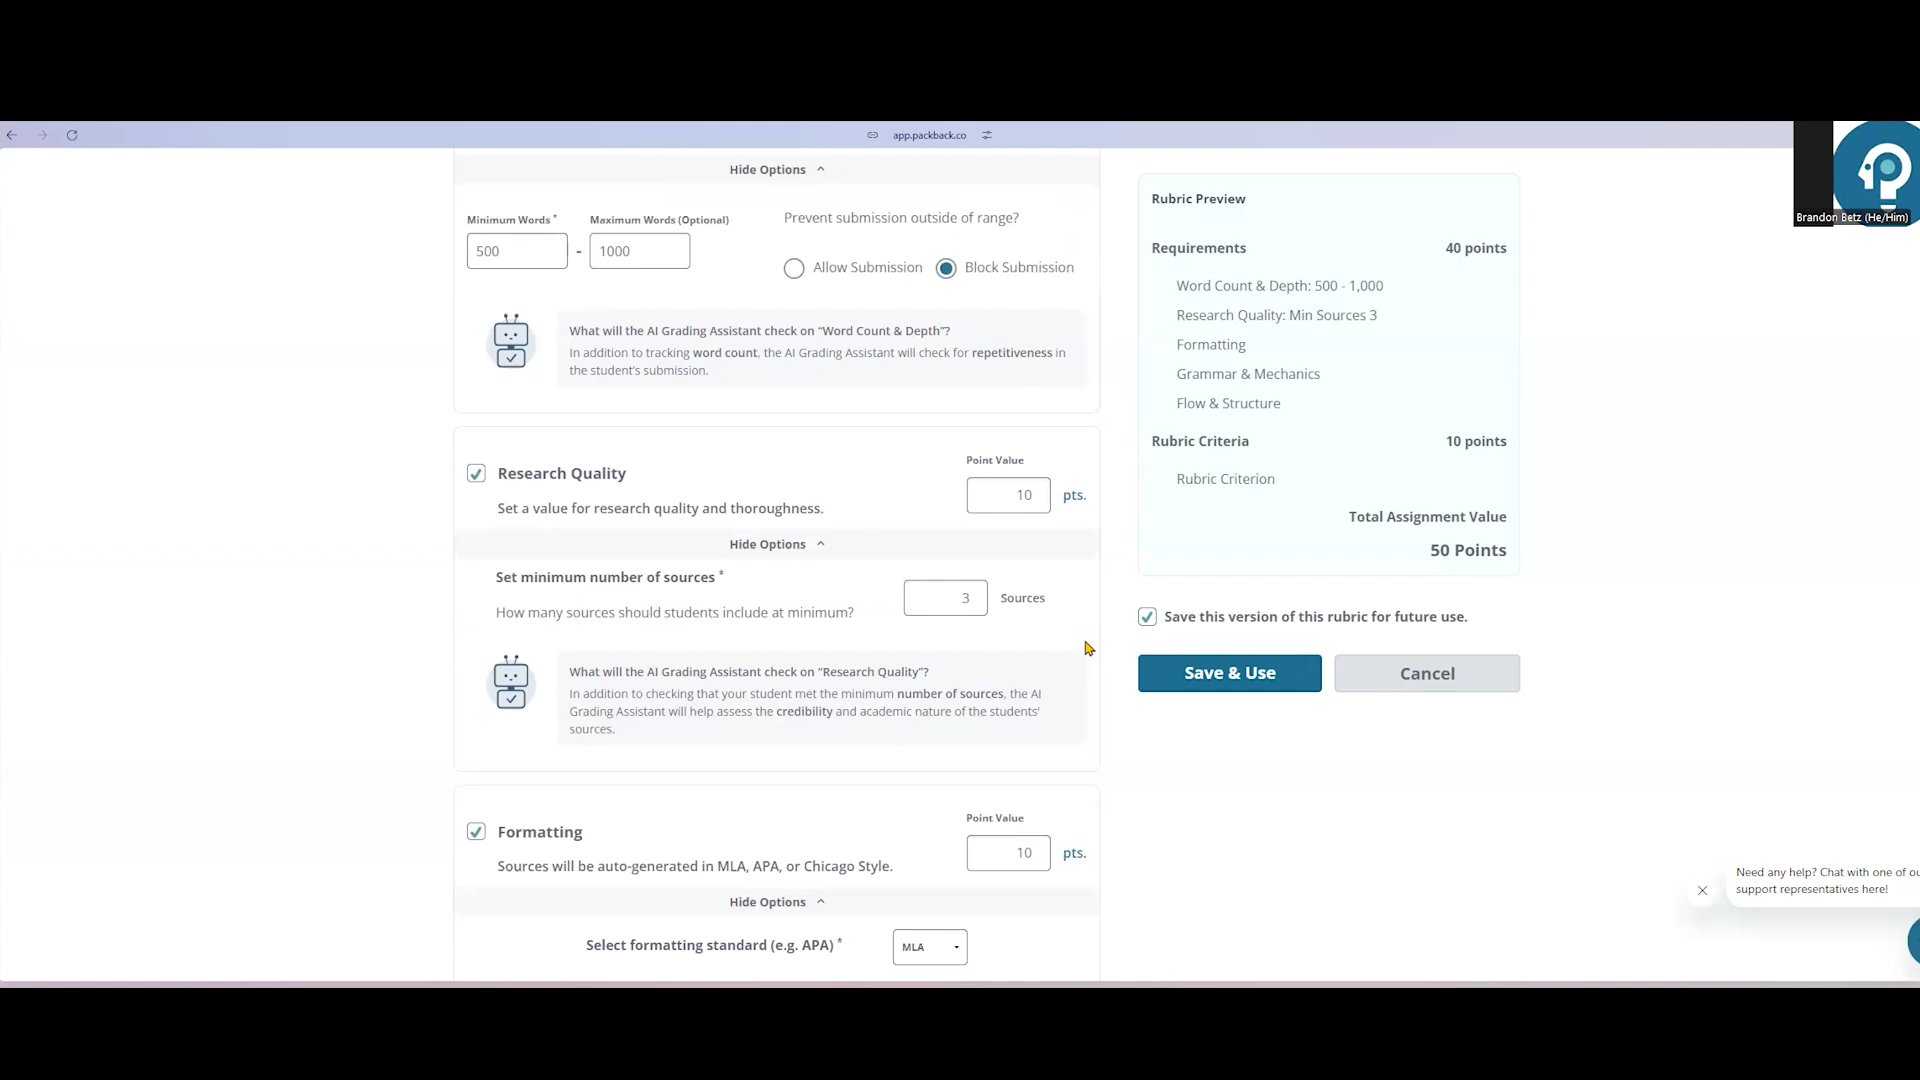 app.packback.co
Brandon Betz (He/Him)
Hide Options
Minimum Words *
Maximum Words (Optional)
500
-
1000
Prevent submission outside of range?
Allow Submission
Block Submission
What will the AI Grading Assistant check on “Word Count & Depth”?
In addition to tracking word count, the AI Grading Assistant will check for repetitiveness in
the student’s submission.
Research Quality
Set a value for research quality and thoroughness.
Point Value
10
pts.
Hide Options
Set minimum number of sources *
How many sources should students include at minimum?
3
Sources
What will the AI Grading Assistant check on “Research Quality”?
In addition to checking that your student met the minimum number of sources, the AI
Grading Assistant will help assess the credibility and academic nature of the students'
sources.
Formatting
Sources will be auto-generated in MLA, APA, or Chicago Style.
Point Value
10
pts.
Hide Options
Select formatting standard (e.g. APA) *
MLA
Rubric Preview
Requirements 40 points
Word Count & Depth: 500 - 1,000
Research Quality: Min Sources 3
Formatting
Grammar & Mechanics
Flow & Structure
Rubric Criteria 10 points
Rubric Criterion
Total Assignment Value
50 Points
Save this version of this rubric for future use.
Save & Use
Cancel
Need any help? Chat with one of
support representatives here!